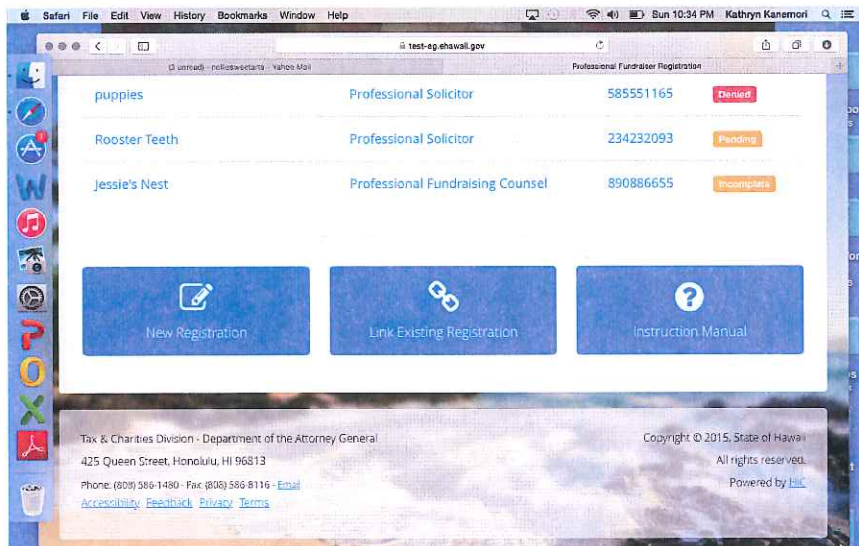 Safari File Edit View History Bookmarks Window Help Sun 10:34 PM Kathryn Kanemori
test-ag.ehawaii.gov
Yahoo Mail Professional Fundraiser Registration
puppies Professional Solicitor 585551165 Denied
Rooster Teeth Professional Solicitor 234232093 Pending
Jessie's Nest Professional Fundraising Counsel 890886655 Incomplete
New Registration Link Existing Registration Instruction Manual
Tax & Charities Division - Department of the Attorney General Copyright © 2015, State of Hawaii
425 Queen Street, Honolulu, HI 96813 All rights reserved.
Phone: (808) 586-1480 - Fax: (808) 586-8116 - Email Powered by HIC
Accessibility Feedback Privacy Terms